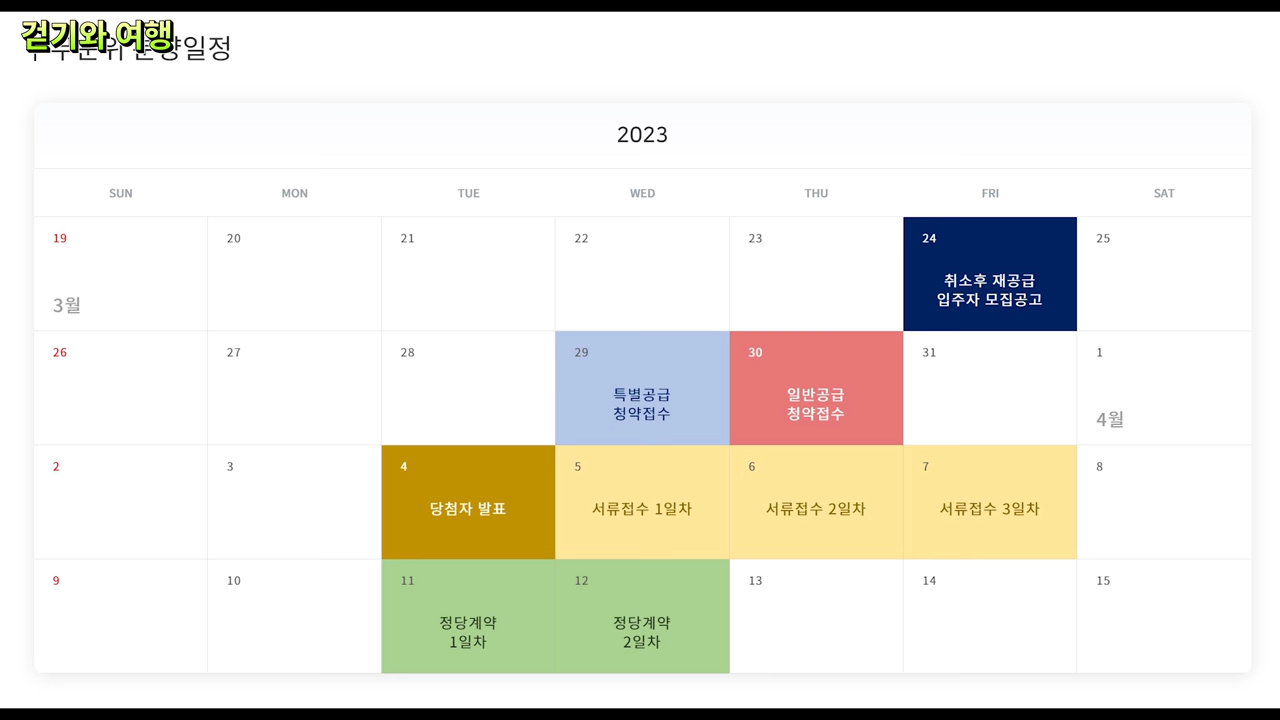 걷기와 여행
분양일정
2023
SUN MON TUE WED THU FRI SAT
19 20 21 22 23 24 25
취소후 재공급
입주자 모집공고
3월
26 27 28 29 30 31 1
특별공급 일반공급
청약접수 청약접수
4월
2 3 4 5 6 7 8
당첨자 발표 서류접수 1일차 서류접수 2일차 서류접수 3일차
9 10 11 12 13 14 15
정당계약 정당계약
1일차 2일차